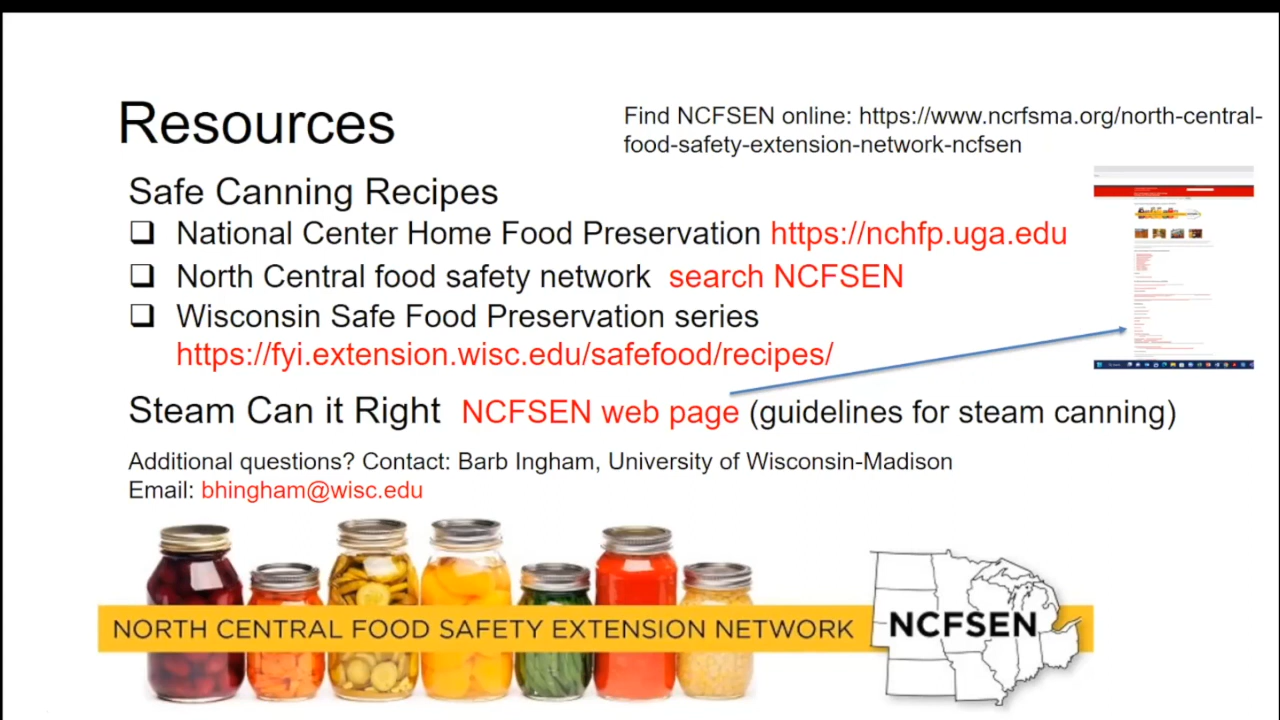 Resources
Find NCFSEN online: https://www.ncrfsma.org/north-central-
food-safety-extension-network-ncfsen
Safe Canning Recipes
❑ National Center Home Food Preservation https://nchfp.uga.edu
❑ North Central food safety network search NCFSEN
❑ Wisconsin Safe Food Preservation series
https://fyi.extension.wisc.edu/safefood/recipes/
Steam Can it Right NCFSEN web page (guidelines for steam canning)
Additional questions? Contact: Barb Ingham, University of Wisconsin-Madison
Email: bhingham@wisc.edu
NORTH CENTRAL FOOD SAFETY EXTENSION NETWORK
NCFSEN